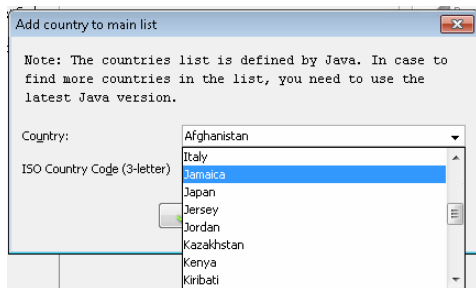 Add country to main list
Note: The countries list is defined by Java. In case to
find more countries in the list, you need to use the
latest Java version.
Country:
Afghanistan
ISO Country Code (3-letter)
Italy
Jamaica
Japan
Jersey
Jordan
Kazakhstan
Kenya
Kiribati